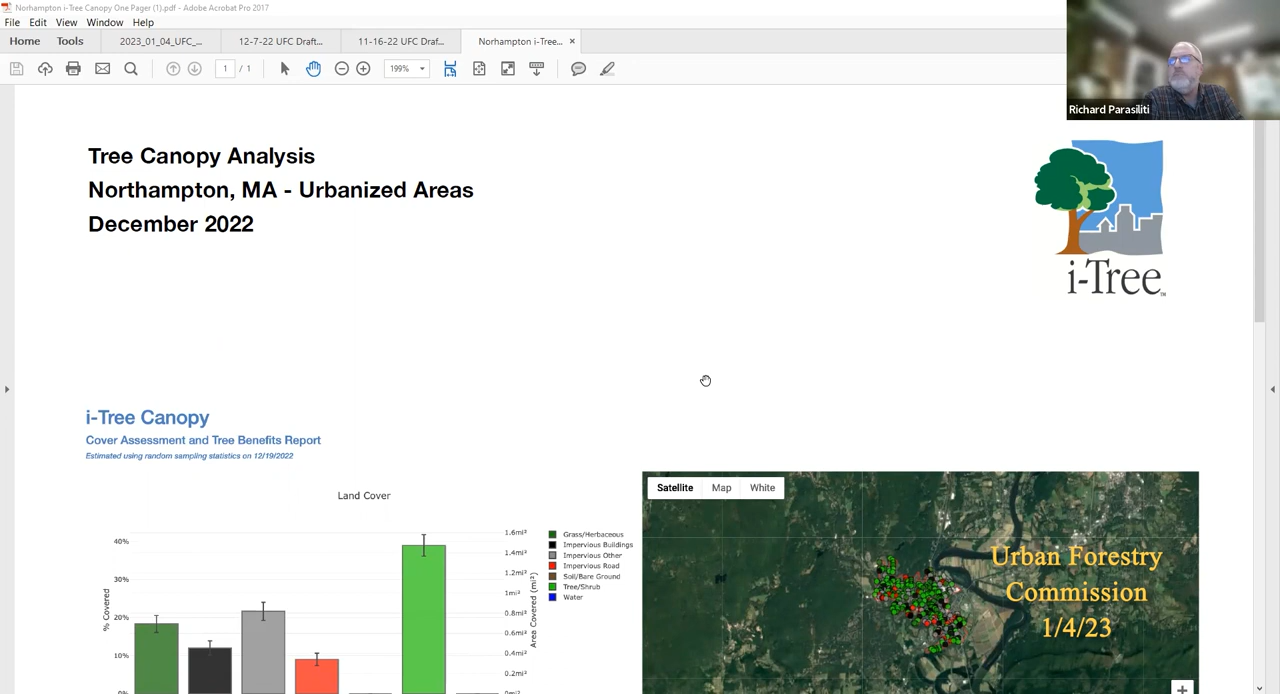 Norhampton i-Tree Canopy One Pager (1).pdf - Adobe Acrobat Pro 2017
File Edit View Window Help
Home Tools 2023_01_04_UFC_... 12-7-22 UFC Draft... 11-16-22 UFC Draf... Norhampton i-Tree... ×
1 / 1 199%
Richard Parasiliti
Tree Canopy Analysis
Northampton, MA - Urbanized Areas
December 2022
i-Tree™
i-Tree Canopy
Cover Assessment and Tree Benefits Report
Estimated using random sampling statistics on 12/19/2022
Land Cover
% Covered
40%
30%
20%
10%
0%
1.6mi²
1.4mi²
1.2mi²
1mi²
0.8mi²
0.6mi²
0.4mi²
0.2mi²
0mi²
Area Covered (mi²)
Grass/Herbaceous
Impervious Buildings
Impervious Other
Impervious Road
Soil/Bare Ground
Tree/Shrub
Water
Satellite Map White
Urban Forestry
Commission
1/4/23
+